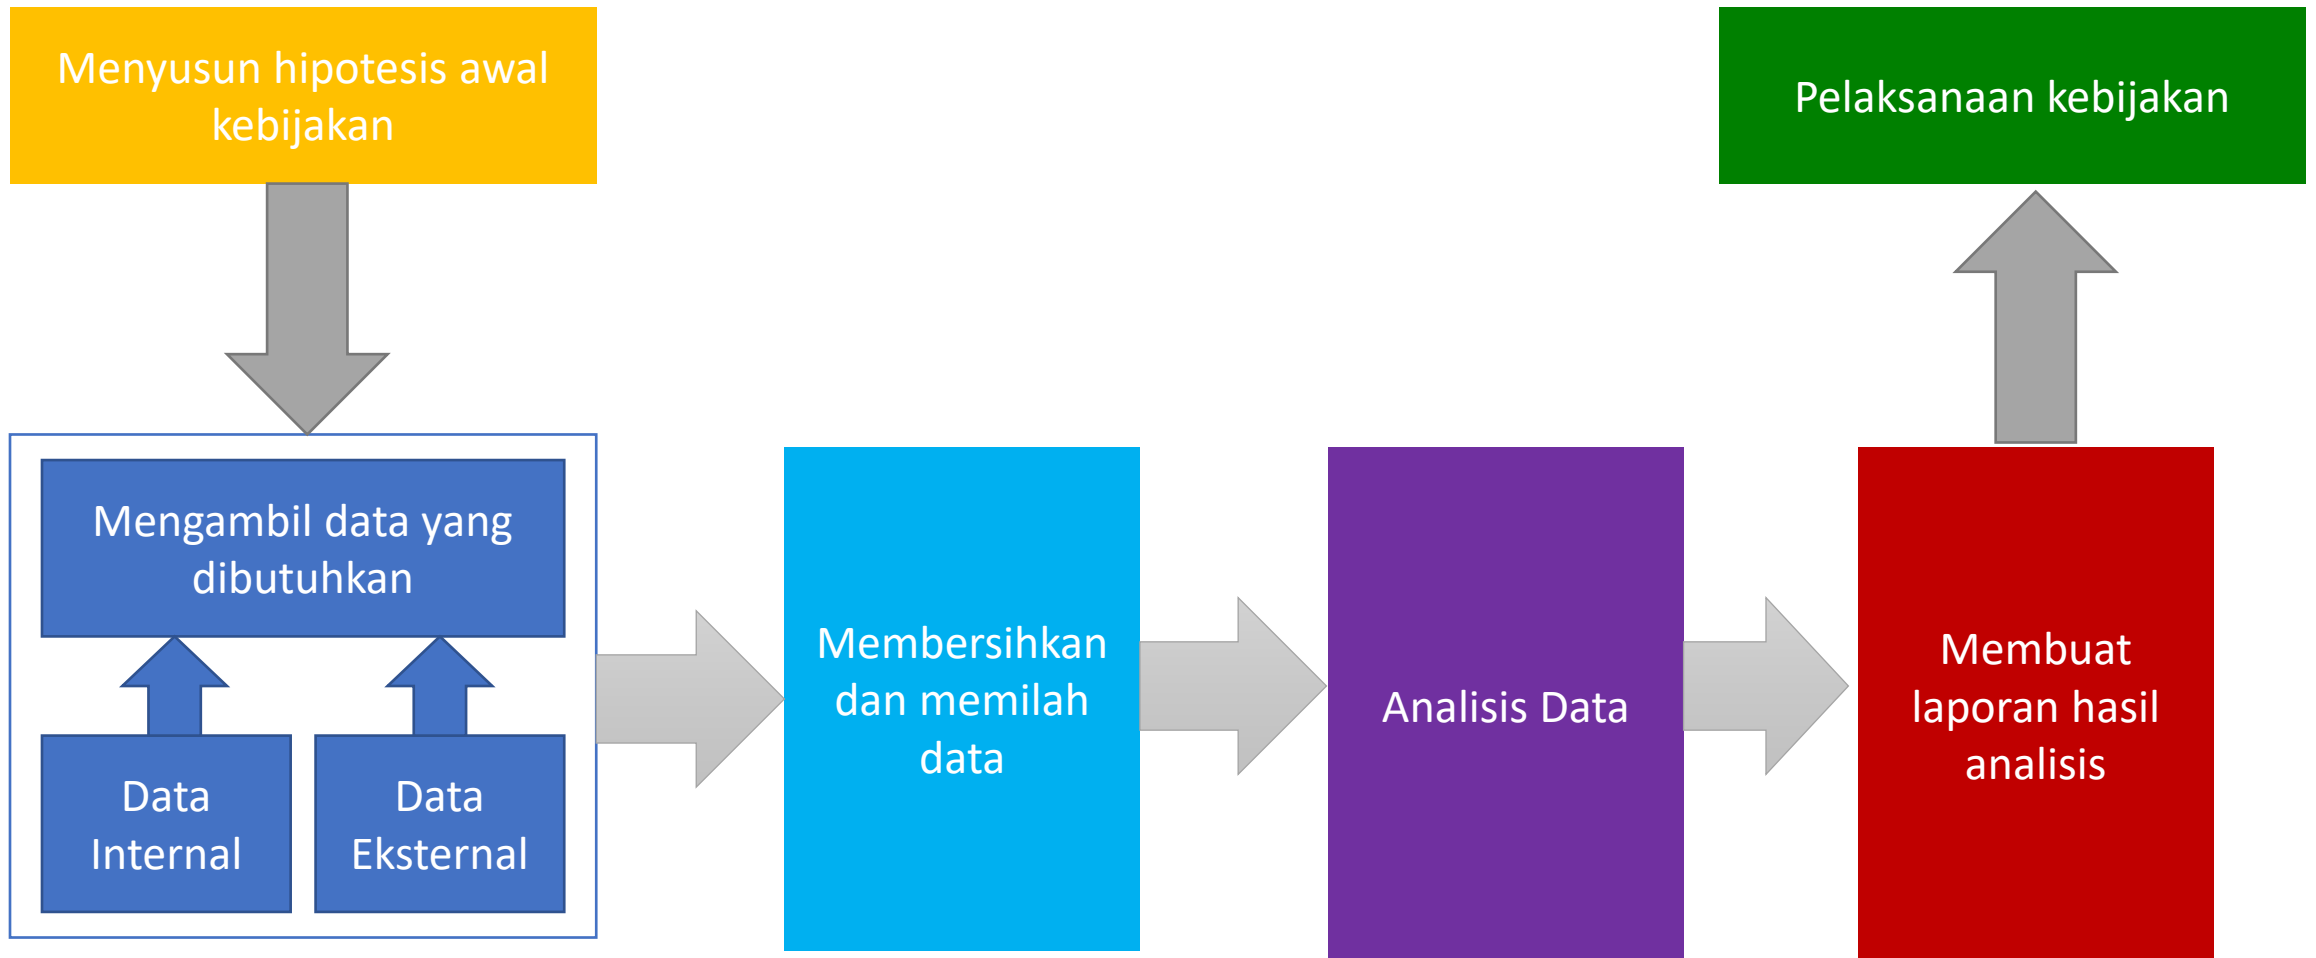 Menyusun hipotesis awal
kebijakan
Pelaksanaan kebijakan
Mengambil data yang
dibutuhkan
Data
Internal
Data
Eksternal
Membersihkan
dan memilah
data
Analisis Data
Membuat
laporan hasil
analisis